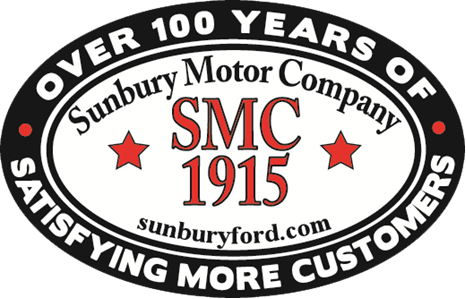 OVER 100 YEARS OF
Sunbury Motor Company
SMC
1915
sunburyford.com
SATISFYING MORE CUSTOMERS